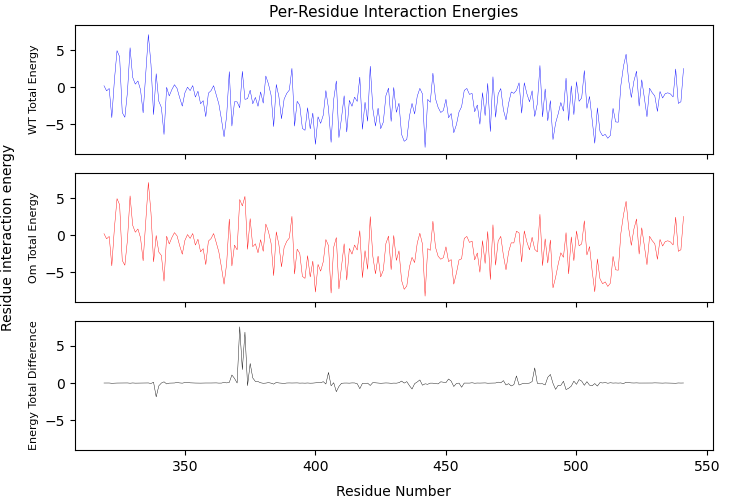 Per-Residue Interaction Energies
Residue interaction energy
WT Total Energy
5
0
−5
Om Total Energy
5
0
−5
Energy Total Difference
5
0
−5
350
400
450
500
550
Residue Number